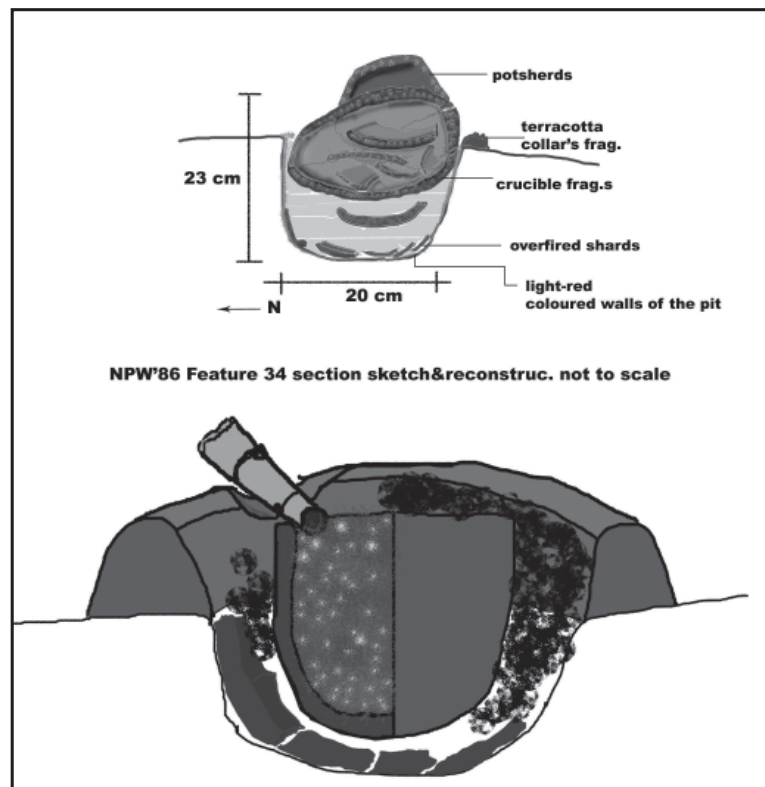 potsherds
terracotta
collar's frag.
23 cm
crucible frag.s
overfired shards
light-red
coloured walls of the pit
20 cm
N
NPW'86 Feature 34 section sketch&reconstruc. not to scale